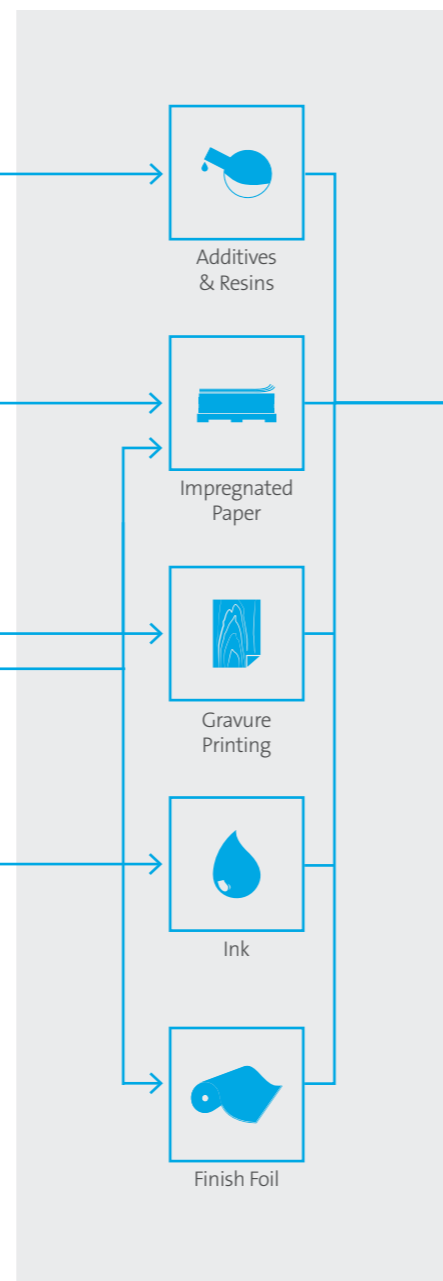 Additives
& Resins
Impregnated
Paper
Gravure
Printing
Ink
Finish Foil